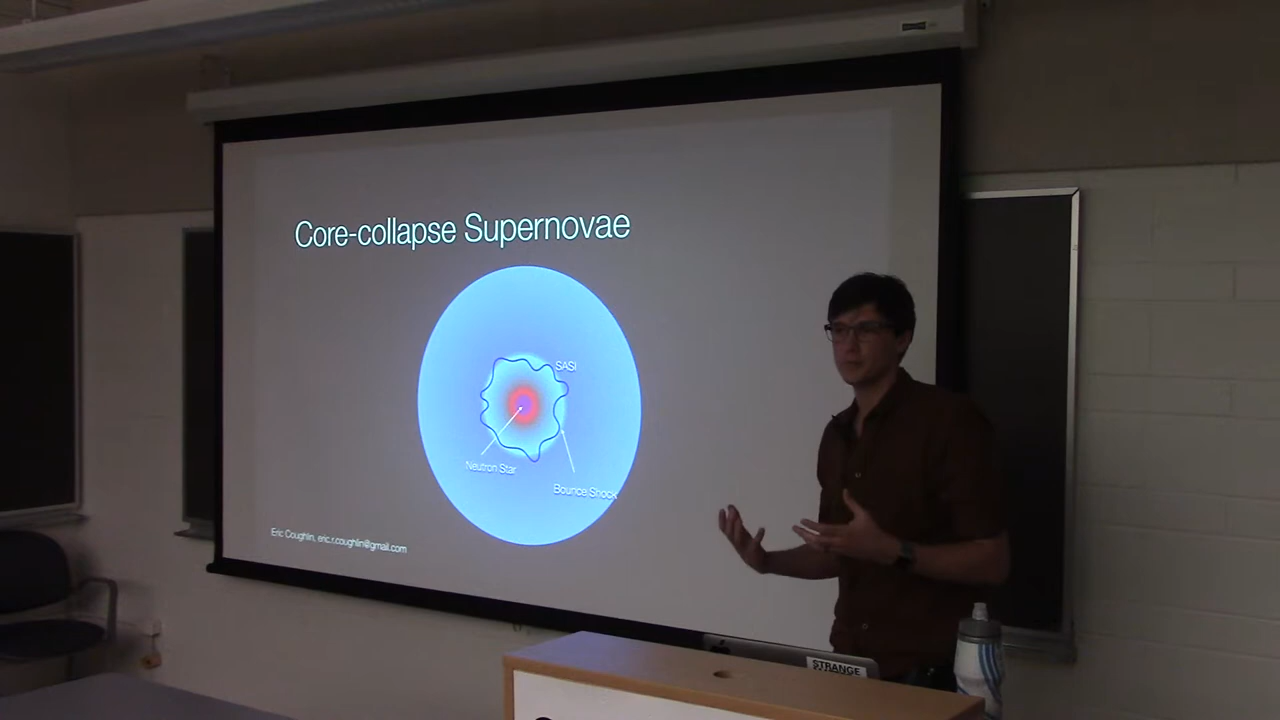 Core-collapse Supernovae
SASI
Neutron Star
Bounce Shock
Eric Coughlin, eric.r.coughlin@gmail.com
STRANGE